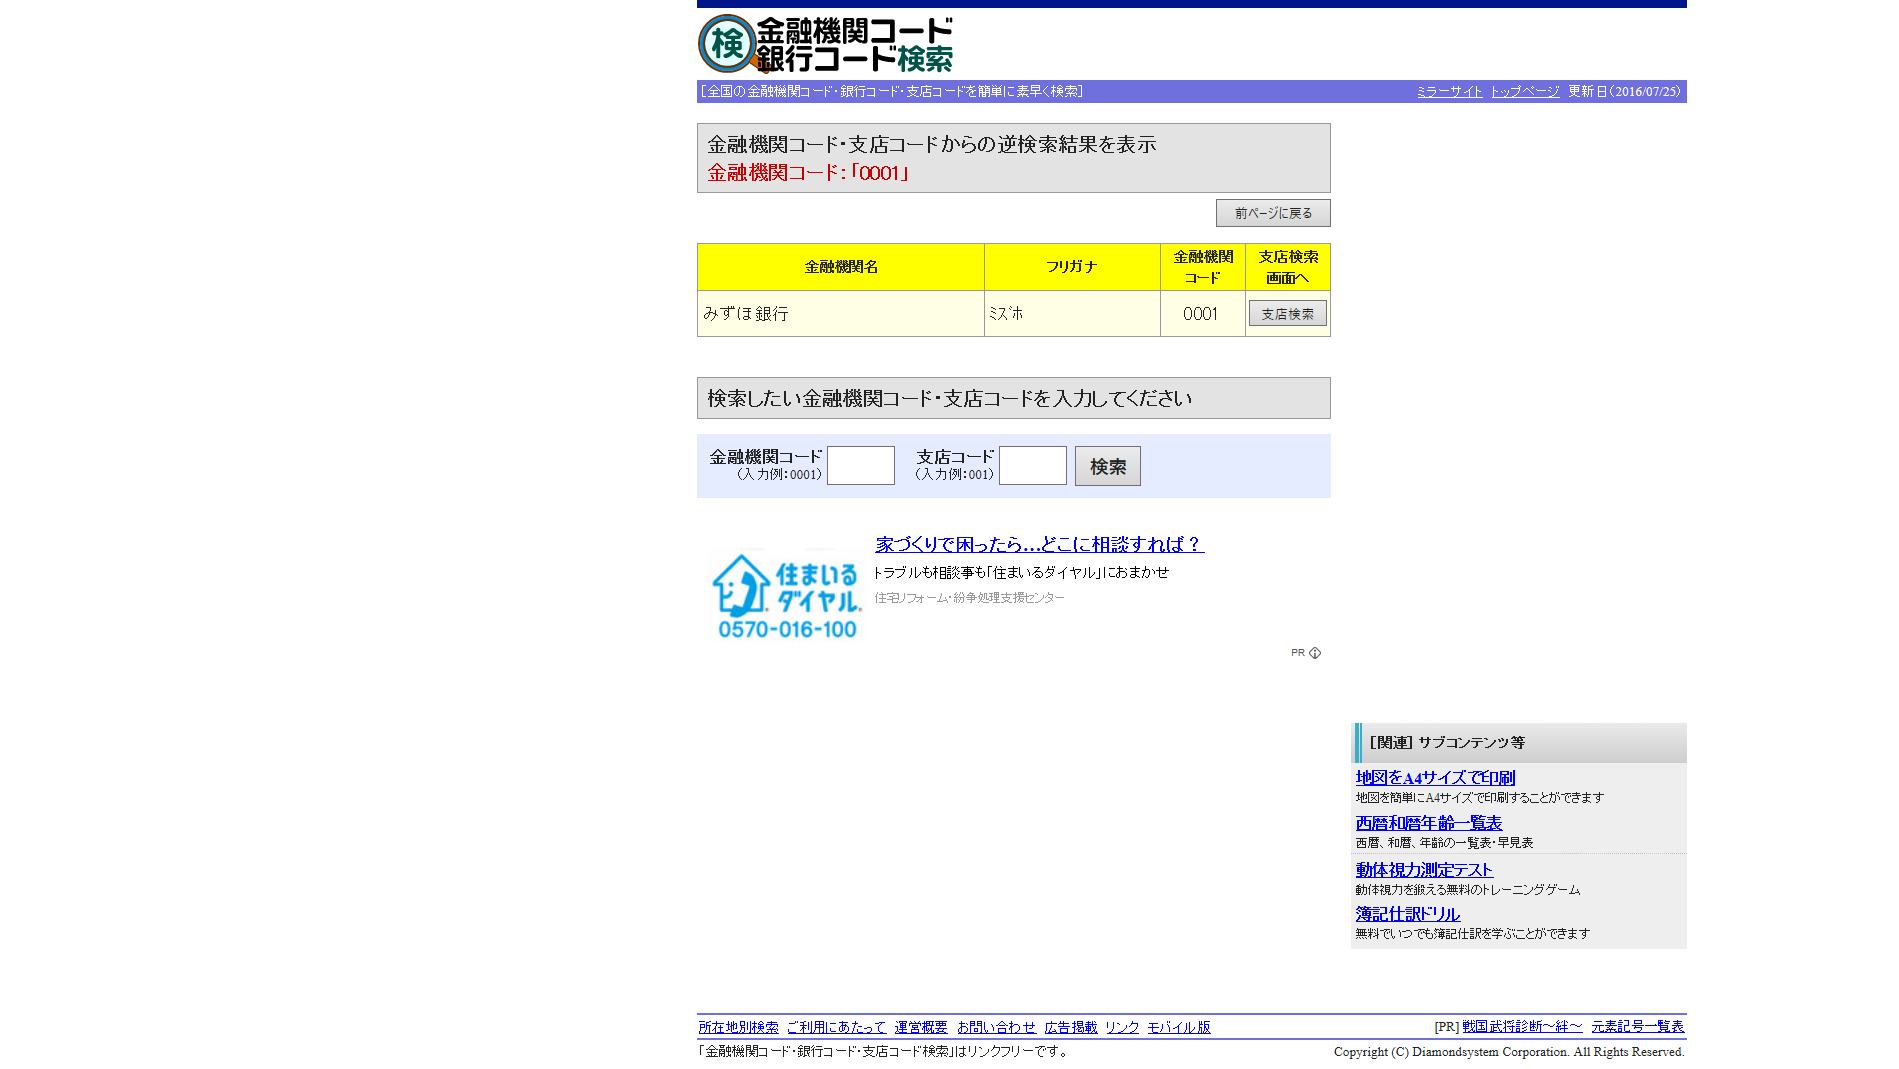 検 金融機関コード
銀行コード検索
[全国の金融機関コード・銀行コード・支店コードを簡単に素早く検索]
ミラーサイト トップページ 更新日(2016/07/25)
金融機関コード・支店コードからの逆検索結果を表示
金融機関コード:「0001」
前ページに戻る
金融機関名 フリガナ 金融機関コード 支店検索画面へ
みずほ銀行 ﾐｽﾞﾎ 0001 支店検索
検索したい金融機関コード・支店コードを入力してください
金融機関コード 支店コード 検索
(入力例:0001) (入力例:001)
家づくりで困ったら...どこに相談すれば？
トラブルも相談事も「住まいるダイヤル」におまかせ
住宅リフォーム・紛争処理支援センター
住まいる
ダイヤル.
0570-016-100
PR
[関連] サブコンテンツ等
地図をA4サイズで印刷
地図を簡単にA4サイズで印刷することができます
西暦和暦年齢一覧表
西暦、和暦、年齢の一覧表・早見表
動体視力測定テスト
動体視力を鍛える無料のトレーニングゲーム
簿記仕訳ドリル
無料でいつでも簿記仕訳を学ぶことができます
所在地別検索 ご利用にあたって 運営概要 お問い合わせ 広告掲載 リンク モバイル版
[PR] 戦国武将診断～絆～ 元素記号一覧表
「金融機関コード・銀行コード・支店コード検索」はリンクフリーです。
Copyright (C) Diamondsystem Corporation. All Rights Reserved.